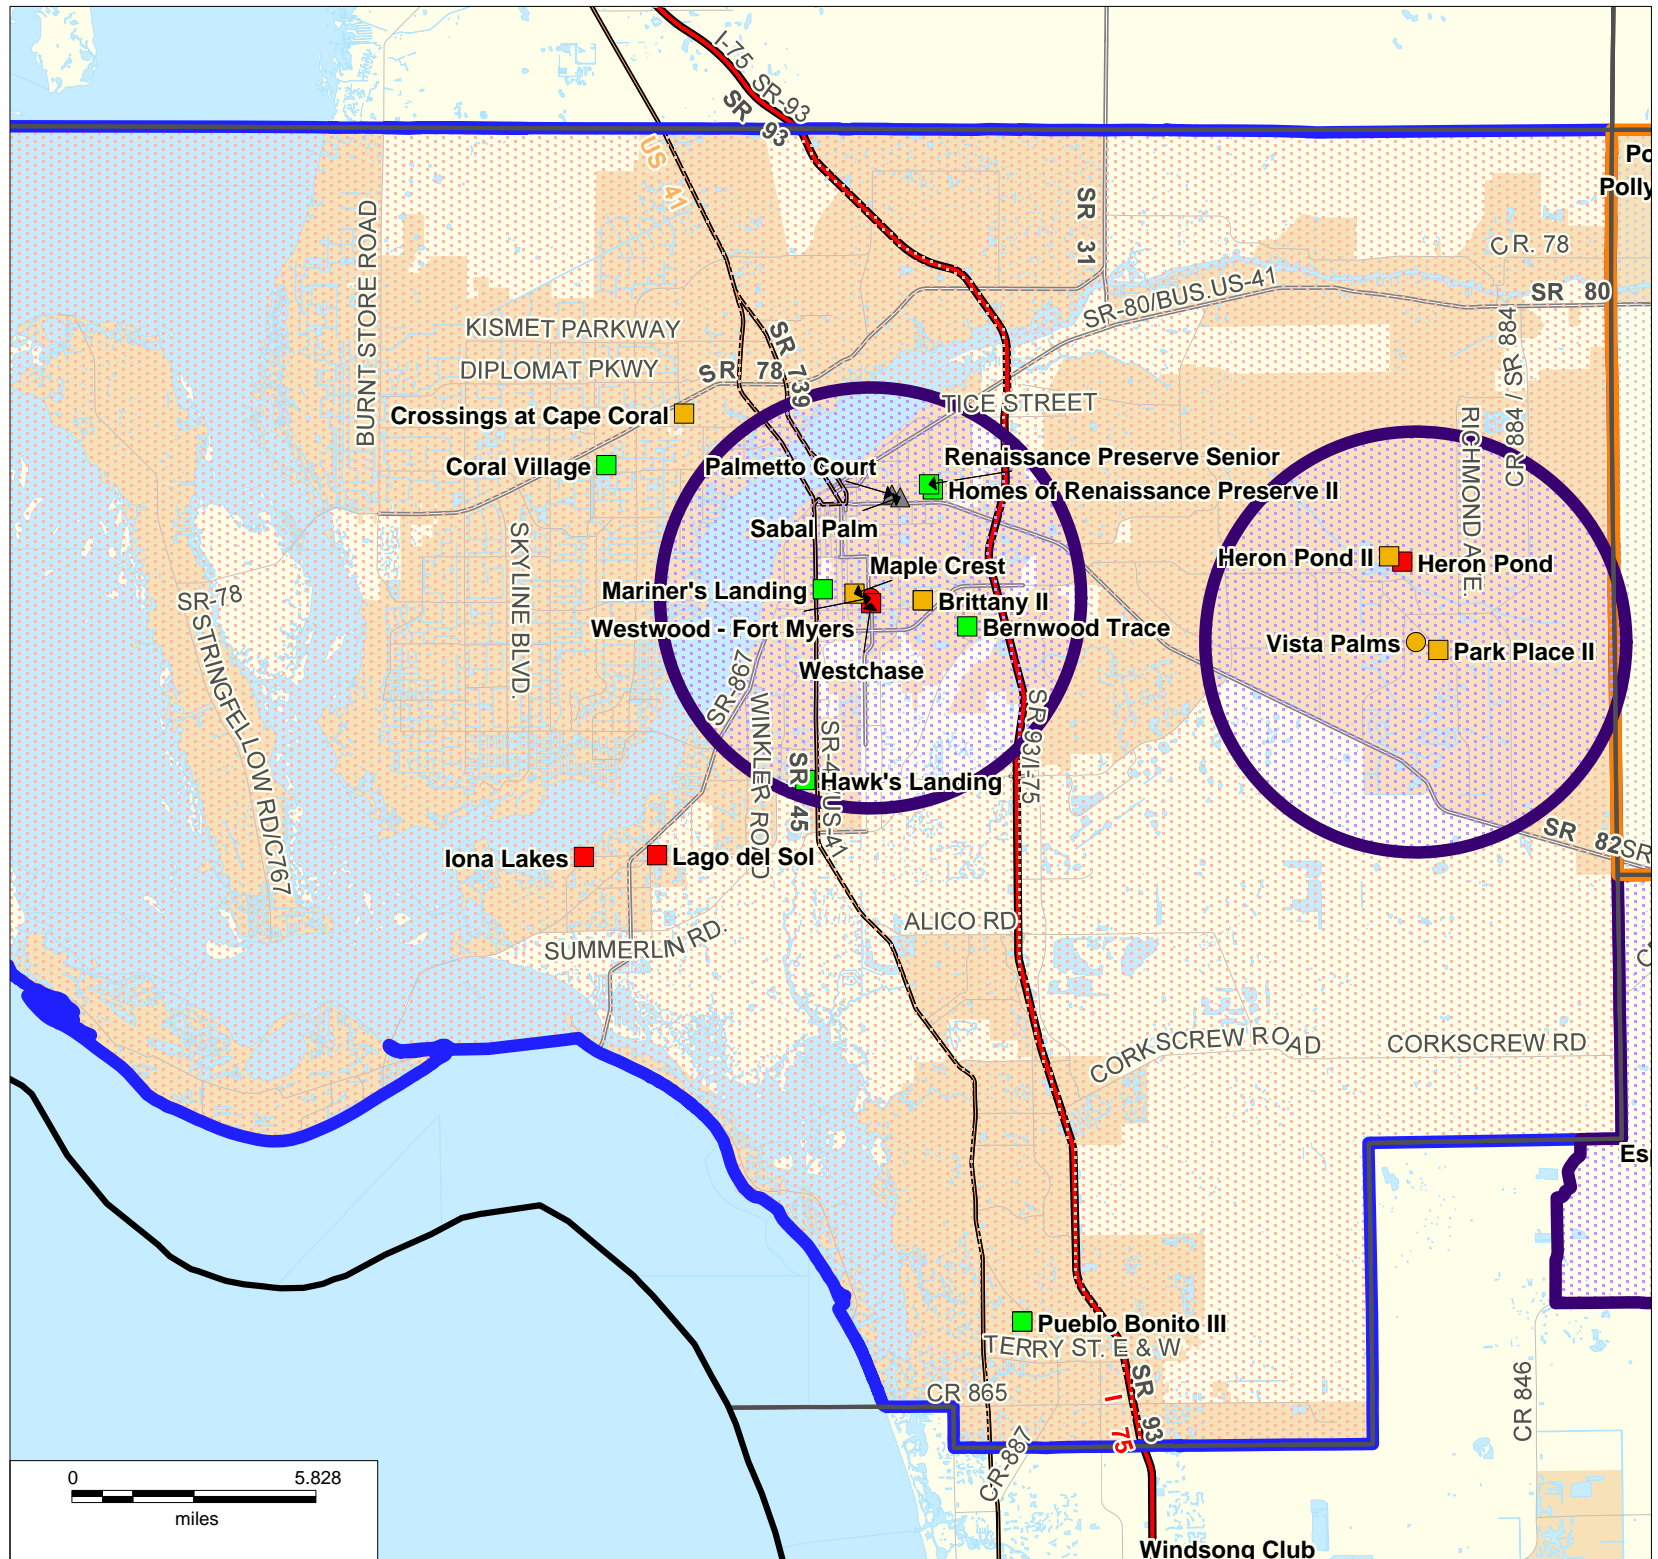 I-75 SR-93
SR 93
US 41
Po
Polly
BURNT STORE ROAD
SR 31
C R. 78
SR-80/BUS.US-41
SR 80
KISMET PARKWAY
DIPLOMAT PKWY
SR 78
SR 739
CR 884 / SR 884
TICE STREET
RICHMOND AVE.
Crossings at Cape Coral
Coral Village
Palmetto Court
Renaissance Preserve Senior
Homes of Renaissance Preserve II
Sabal Palm
SKYLINE BLVD.
Heron Pond II
Heron Pond
Maple Crest
Mariner's Landing
Brittany II
SR-78
Westwood - Fort Myers
Bernwood Trace
Vista Palms
Park Place II
Westchase
SR-867
STRINGFELLOW RD/C767
WINKLER ROAD
SR 45
SR-45/US-41
SR 93/I-75
Hawk's Landing
SR 82
SR
Iona Lakes
Lago del Sol
ALICO RD
SUMMERLIN RD.
CORKSCREW ROAD
CORKSCREW RD
Es
Pueblo Bonito III
TERRY ST. E & W
CR 865
SR 93
I 75
CR-887
CR 846
0 5.828
miles
Windsong Club